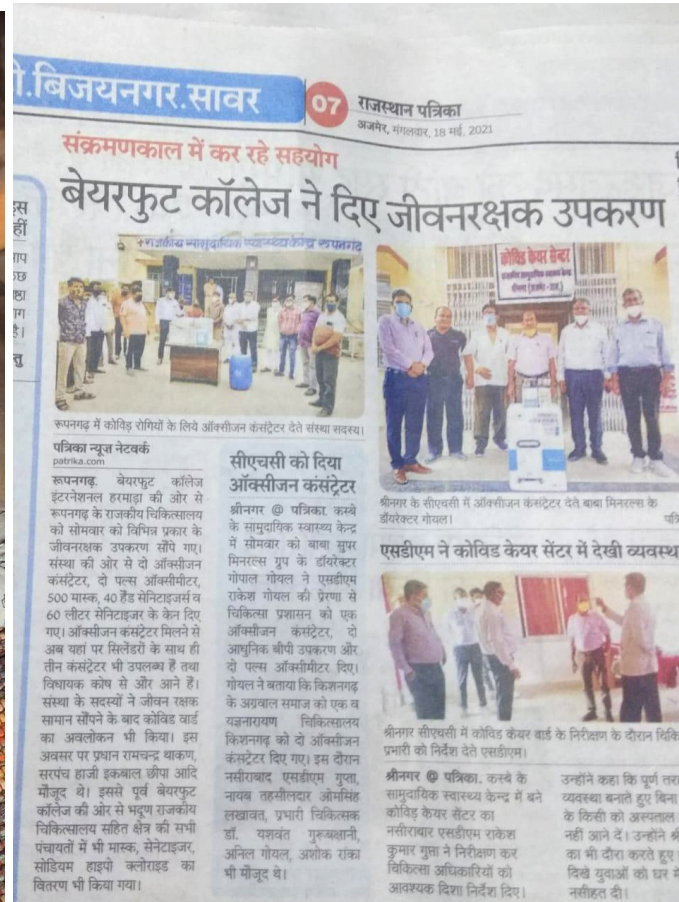 .बिजयनगर.सावर
07
राजस्थान पत्रिका
अजमेर, मंगलवार, 18 मई, 2021
संक्रमणकाल में कर रहे सहयोग
बेयरफुट कॉलेज ने दिए जीवनरक्षक उपकरण
राजकीय सामुदायिक स्वास्थ्य केन्द्र रूपनगढ़
कोविड केयर सेन्टर
रूपनगढ़ में कोविड रोगियों के लिये ऑक्सीजन कंसंट्रेटर देते संस्था सदस्य।
पत्रिका न्यूज नेटवर्क
patrika.com
रूपनगढ़. बेयरफुट कॉलेज
इंटरनेशनल हरमाड़ा की ओर से
रूपनगढ़ के राजकीय चिकित्सालय
को सोमवार को विभिन्न प्रकार के
जीवनरक्षक उपकरण सौंपे गए।
संस्था की ओर से दो ऑक्सीजन
कंसंट्रेटर, दो पल्स ऑक्सीमीटर,
500 मास्क, 40 हैंड सेनिटाइजर्स व
60 लीटर सेनिटाइजर के केन दिए
गए। ऑक्सीजन कंसंट्रेटर मिलने से
अब यहां पर सिलेंडरों के साथ ही
तीन कंसंट्रेटर भी उपलब्ध हैं तथा
विधायक कोष से और आने हैं।
संस्था के सदस्यों ने जीवन रक्षक
सामान सौंपने के बाद कोविड वार्ड
का अवलोकन भी किया। इस
अवसर पर प्रधान रामचन्द्र थाकण,
सरपंच हाजी इकबाल छीपा आदि
मौजूद थे। इससे पूर्व बेयरफुट
कॉलेज की ओर से भदूण राजकीय
चिकित्सालय सहित क्षेत्र की सभी
पंचायतों में भी मास्क, सेनेटाइजर,
सोडियम हाइपो क्लोराइड का
वितरण भी किया गया।
सीएचसी को दिया
ऑक्सीजन कंसंट्रेटर
श्रीनगर @ पत्रिका. कस्बे
के सामुदायिक स्वास्थ्य केन्द्र
में सोमवार को बाबा सुपर
मिनरल्स ग्रुप के डॉयरेक्टर
गोपाल गोयल ने एसडीएम
राकेश गोयल की प्रेरणा से
चिकित्सा प्रशासन को एक
ऑक्सीजन कंसंट्रेटर, दो
आधुनिक बीपी उपकरण और
दो पल्स ऑक्सीमीटर दिए।
गोयल ने बताया कि किशनगढ़
के अग्रवाल समाज को एक व
यज्ञनारायण चिकित्सालय
किशनगढ़ को दो ऑक्सीजन
कंसट्रेटर दिए गए। इस दौरान
नसीराबाद एसडीएम गुप्ता,
नायब तहसीलदार ओमसिंह
लखावत, प्रभारी चिकित्सक
डॉ. यशवंत गुरूबक्षानी,
अनिल गोयल, अशोक रांका
भी मौजूद थे।
श्रीनगर के सीएचसी में ऑक्सीजन कंसंट्रेटर देते बाबा मिनरल्स के
डॉयरेक्टर गोयल।
एसडीएम ने कोविड केयर सेंटर में देखी व्यवस्था
श्रीनगर सीएचसी में कोविड केयर वार्ड के निरीक्षण के दौरान
प्रभारी को निर्देश देते एसडीएम।
श्रीनगर @ पत्रिका. कस्बे के
सामुदायिक स्वास्थ्य केन्द्र में बने
कोविड केयर सेंटर का
नसीराबाद एसडीएम राकेश
कुमार गुप्ता ने निरीक्षण कर
चिकित्सा अधिकारियों को
आवश्यक दिशा निर्देश दिए।
उन्होंने कहा कि पूर्ण
व्यवस्था बनाते हुए बिना
के किसी को अस्पताल
नहीं आने दें। उन्होंने
का भी दौरा करते हुए
दिखे युवाओं को घर में
नसीहत दी।